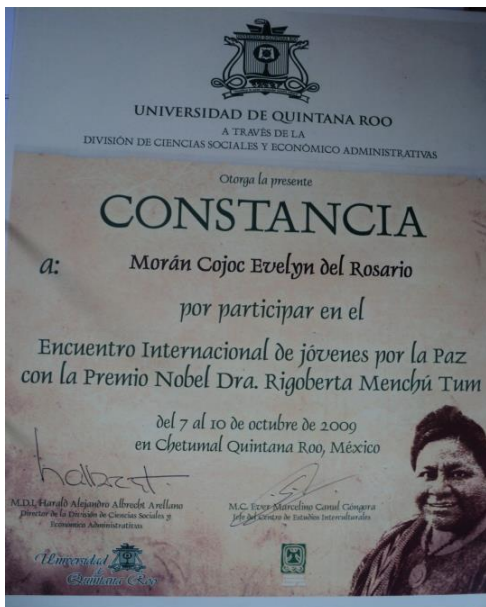 UNIVERSIDAD DE QUINTANA ROO
A TRAVÉS DE LA
DIVISIÓN DE CIENCIAS SOCIALES Y ECONÓMICO ADMINISTRATIVAS
Otorga la presente
CONSTANCIA
a: Morán Cojoc Evelyn del Rosario
por participar en el
Encuentro Internacional de jóvenes por la Paz
con la Premio Nobel Dra. Rigoberta Menchú Tum
del 7 al 10 de octubre de 2009
en Chetumal Quintana Roo, México
M.D.I. Harald Alejandro Albrecht Arellano
Director de la División de Ciencias Sociales y
Económico Administrativas
M.C. Ever Marcelino Canul Góngora
Jefe del Centro de Estudios Interculturales
Universidad
de
Quintana Roo